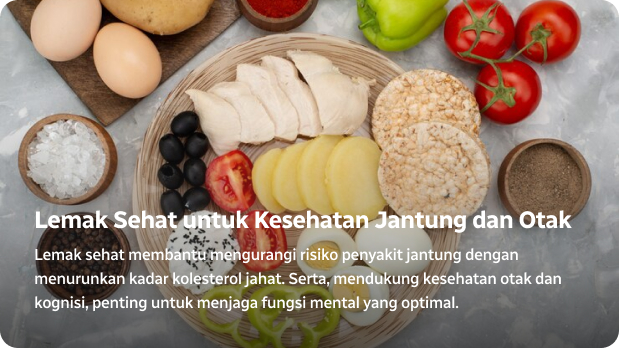 Lemak Sehat untuk Kesehatan Jantung dan Otak
Lemak sehat membantu mengurangi risiko penyakit jantung dengan
menurunkan kadar kolesterol jahat. Serta, mendukung kesehatan otak dan
kognisi, penting untuk menjaga fungsi mental yang optimal.